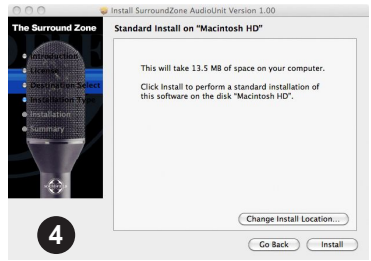 Install SurroundZone AudioUnit Version 1.00
The Surround Zone
Standard Install on "Macintosh HD"
Introduction
License
Destination Select
Installation Type
Installation
Summary
This will take 13.5 MB of space on your computer.
Click Install to perform a standard installation of
this software on the disk "Macintosh HD".
Change Install Location...
Go Back
Install
4